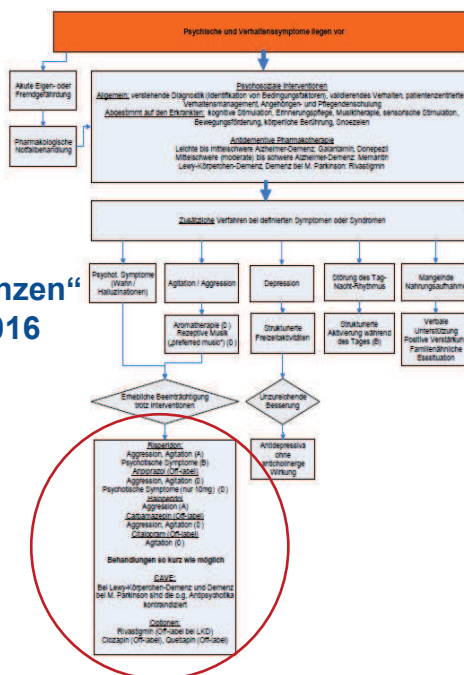 Psychische und Verhaltenssymptome liegen vor
Akute Eigen- oder
Fremdgefährdung
Pharmakologische
Notfallbehandlung
Psychosoziale Interventionen
Allgemein: verstehende Diagnostik (Identifikation von Bedingungsfaktoren), validierendes Verhalten, patientenzentriertes
Verhaltensmanagement, Angehörigen- und Pflegendenschulung
Abgestimmt auf den Erkrankten: kognitive Stimulation, Erinnerungspflege, Musiktherapie, sensorische Stimulation,
Bewegungsförderung, körperliche Berührung, Snoezelen
Antidementive Pharmakotherapie
Leichte bis mittelschwere Alzheimer-Demenz: Galantamin, Donepezil
Mittelschwere (moderate) bis schwere Alzheimer-Demenz: Memantin
Lewy-Körperchen-Demenz, Demenz bei M. Parkinson: Rivastigmin
Zusätzliche Verfahren bei definierten Symptomen oder Syndromen
nzen“
016
Psychot. Symptome
(Wahn /
Halluzinationen)
Agitation / Aggression
Depression
Störung des Tag-
Nacht-Rhythmus
Mangelnde
Nahrungsaufnahme
Aromatherapie (0)
Rezeptive Musik
(„preferred music“) (0)
Strukturierte
Freizeitaktivitäten
Strukturierte
Aktivierung während
des Tages (B)
Verbale
Unterstützung
Positive Verstärkung
Familienähnliche
Esssituation
Erhebliche Beeinträchtigung
trotz Interventionen
Unzureichende
Besserung
Antidepressiva
ohne
anticholinerge
Wirkung
Risperidon:
Aggression, Agitation (A)
Psychotische Symptome (B)
Aripiprazol (Off-label)
Aggression, Agitation (0)
Psychotische Symptome (nur 10mg) (0)
Haloperidol
Aggression (A)
Carbamazepin (Off-label)
Aggression, Agitation (0)
Citalopram (Off-label)
Agitation (0)
Behandlungen so kurz wie möglich
CAVE:
Bei Lewy-Körperchen-Demenz und Demenz
bei M. Parkinson sind die o.g. Antipsychotika
kontraindiziert
Optionen:
Rivastigmin (Off-label bei LKD)
Clozapin (Off-label), Quetiapin (Off-label)